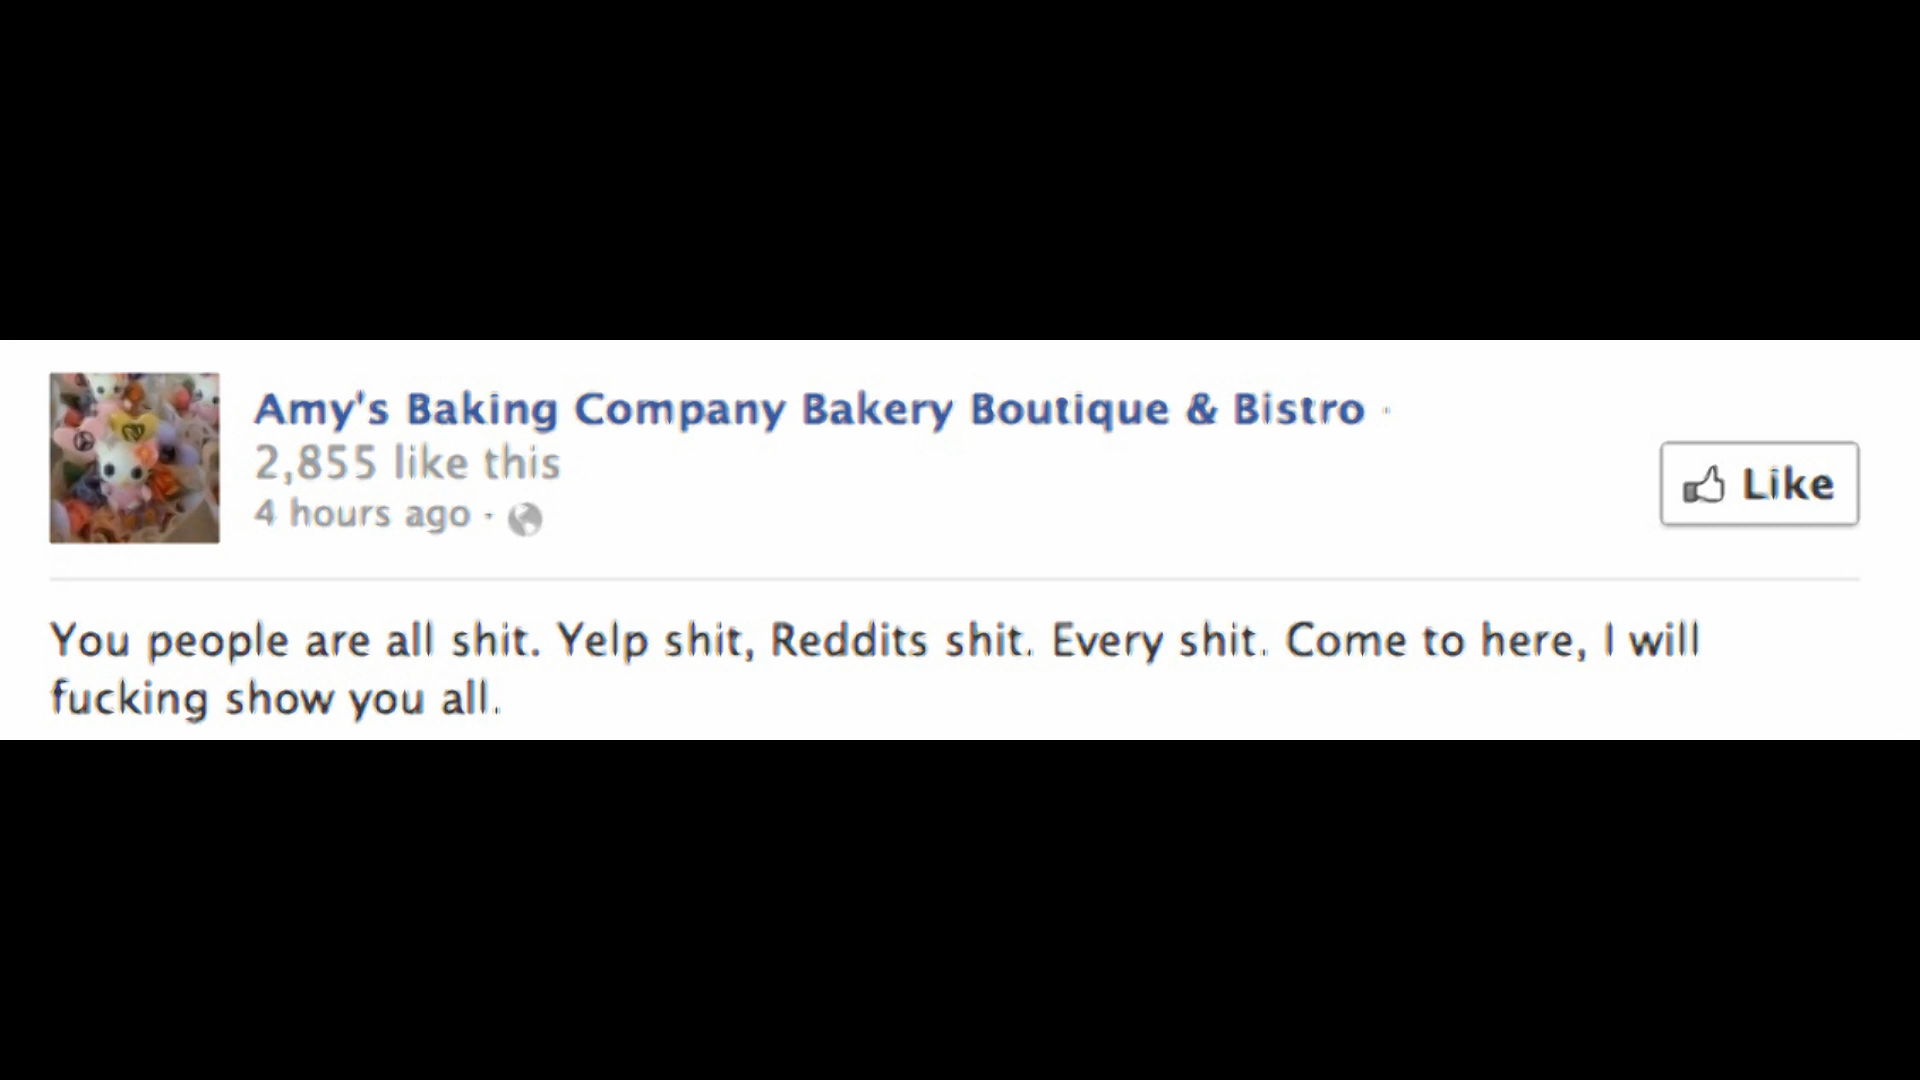 Amy's Baking Company Bakery Boutique & Bistro ·
2,855 like this
4 hours ago ·
Like
You people are all shit. Yelp shit, Reddits shit. Every shit. Come to here, I will
fucking show you all.